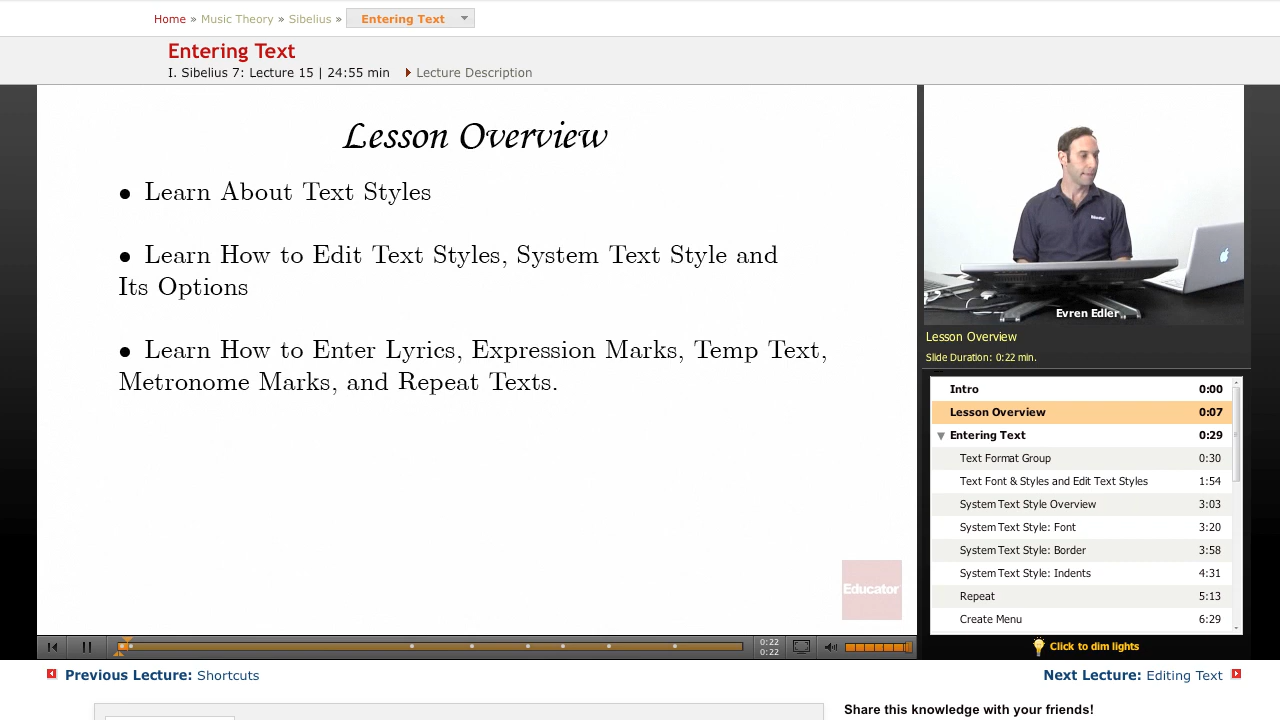 Home » Music Theory » Sibelius » Entering Text
Entering Text
I. Sibelius 7: Lecture 15 | 24:55 min Lecture Description
Lesson Overview
• Learn About Text Styles
• Learn How to Edit Text Styles, System Text Style and
Its Options
• Learn How to Enter Lyrics, Expression Marks, Temp Text,
Metronome Marks, and Repeat Texts.
Educator
0:22
0:22
Educator
Evren Edler
Lesson Overview
Slide Duration: 0:22 min.
Intro 0:00
Lesson Overview 0:07
Entering Text 0:29
Text Format Group 0:30
Text Font & Styles and Edit Text Styles 1:54
System Text Style Overview 3:03
System Text Style: Font 3:20
System Text Style: Border 3:58
System Text Style: Indents 4:31
Repeat 5:13
Create Menu 6:29
Click to dim lights
Previous Lecture: Shortcuts
Next Lecture: Editing Text
Share this knowledge with your friends!